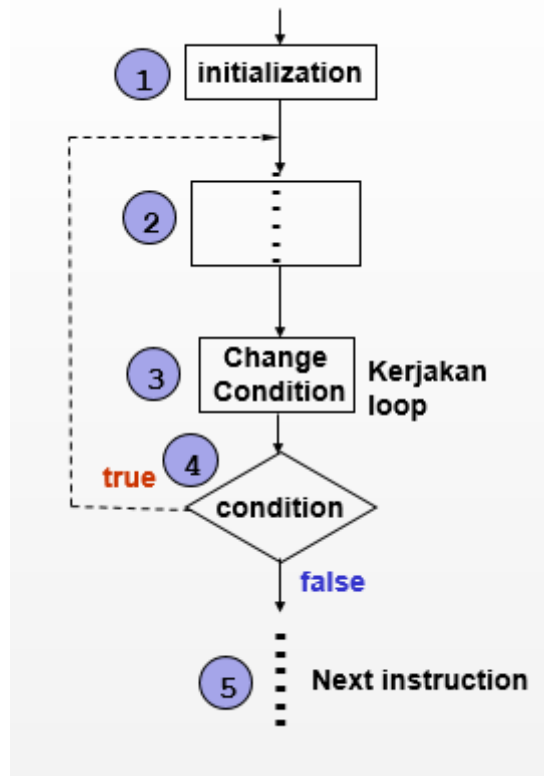 1
initialization
2
3
Change
Condition
Kerjakan
loop
4
true
condition
false
5
Next instruction